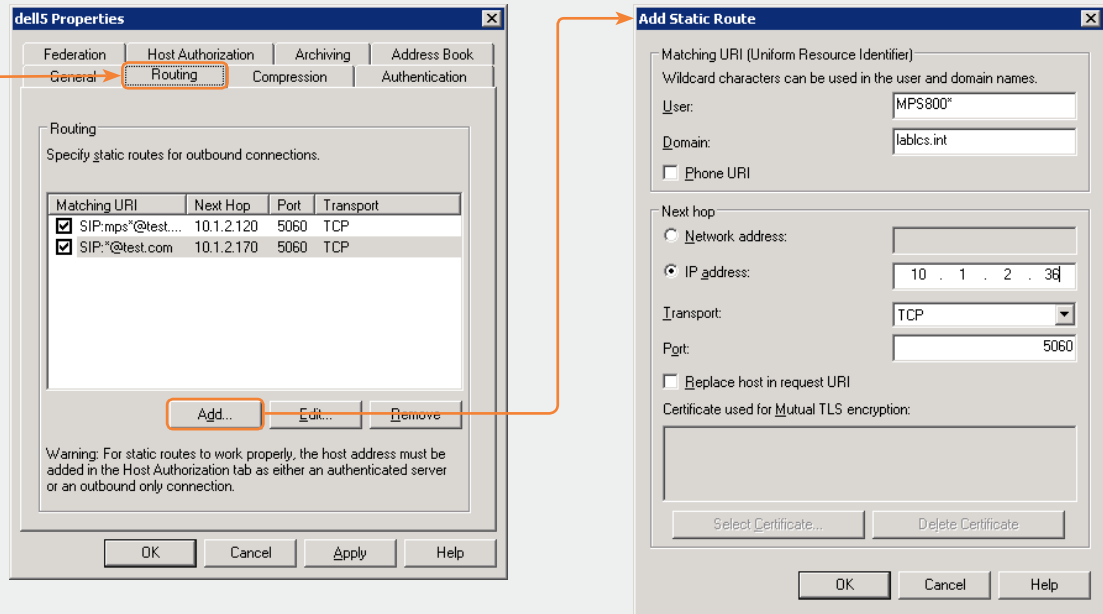 dell5 Properties
Federation
Host Authorization
Archiving
Address Book
General
Routing
Compression
Authentication
Routing
Specify static routes for outbound connections.
Matching URI Next Hop Port Transport
SIP:mps*@test.... 10.1.2.120 5060 TCP
SIP:*@test.com 10.1.2.170 5060 TCP
Add... Edit... Remove
Warning: For static routes to work properly, the host address must be
added in the Host Authorization tab as either an authenticated server
or an outbound only connection.
OK Cancel Apply Help
Add Static Route
Matching URI (Uniform Resource Identifier)
Wildcard characters can be used in the user and domain names.
User: MPS800*
Domain: lablcs.int
Phone URI
Next hop
Network address:
IP address: 10 . 1 . 2 . 36
Transport: TCP
Port: 5060
Replace host in request URI
Certificate used for Mutual TLS encryption:
Select Certificate... Delete Certificate
OK Cancel Help